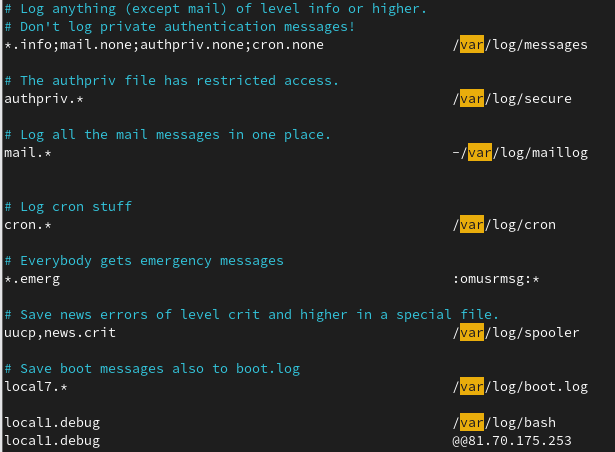 # Log anything (except mail) of level info or higher.
# Don't log private authentication messages!
*.info;mail.none;authpriv.none;cron.none                /var/log/messages

# The authpriv file has restricted access.
authpriv.*                                              /var/log/secure

# Log all the mail messages in one place.
mail.*                                                  -/var/log/maillog


# Log cron stuff
cron.*                                                  /var/log/cron

# Everybody gets emergency messages
*.emerg                                                 :omusrmsg:*

# Save news errors of level crit and higher in a special file.
uucp,news.crit                                          /var/log/spooler

# Save boot messages also to boot.log
local7.*                                                /var/log/boot.log

local1.debug                                            /var/log/bash
local1.debug                                            @@81.70.175.253